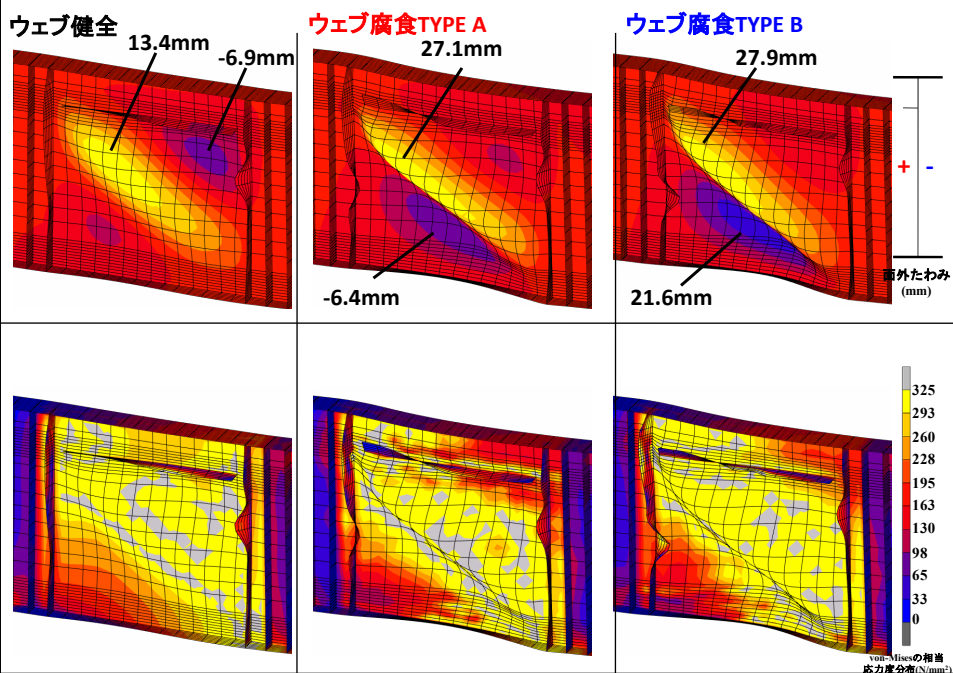 ウェブ健全
13.4mm
-6.9mm
ウェブ腐食TYPE A
27.1mm
-6.4mm
ウェブ腐食TYPE B
27.9mm
21.6mm
+ -
面外たわみ
(mm)
325
293
260
228
195
163
130
98
65
33
0
von-Misesの相当
応力度分布(N/mm²)